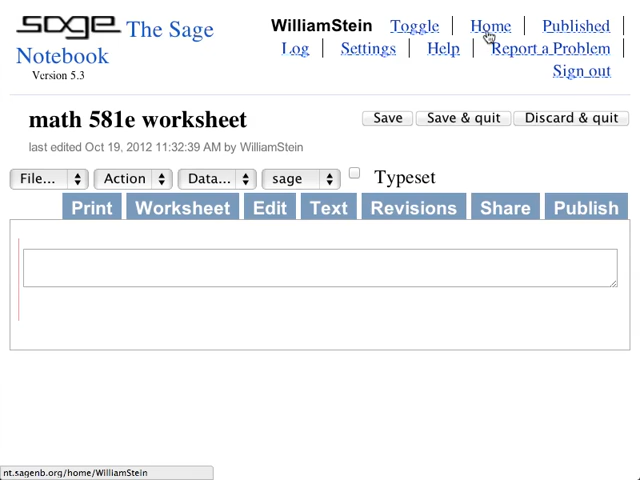 sage The Sage Notebook
Version 5.3
WilliamStein Toggle Home Published
Log Settings Help Report a Problem
Sign out
math 581e worksheet
Save Save & quit Discard & quit
last edited Oct 19, 2012 11:32:39 AM by WilliamStein
File... Action Data... sage Typeset
Print Worksheet Edit Text Revisions Share Publish
nt.sagenb.org/home/WilliamStein